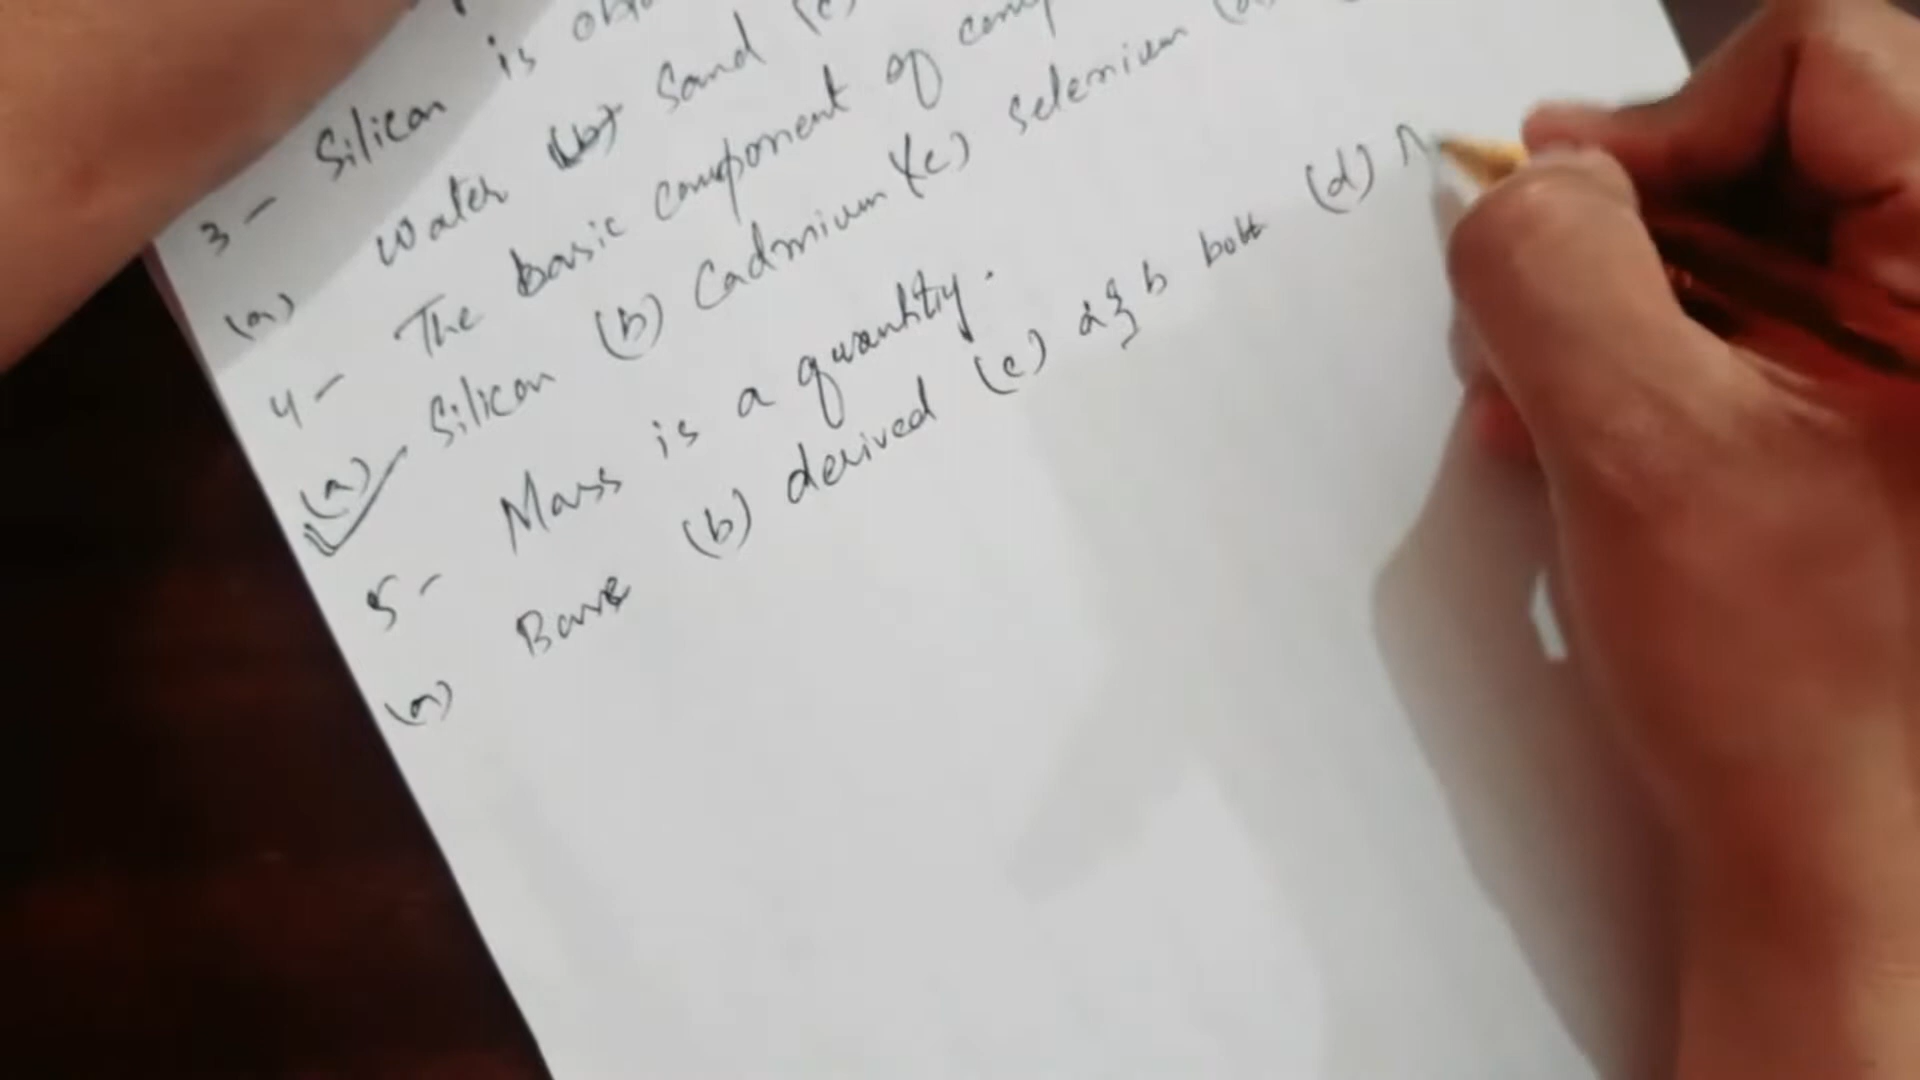 3 - Silicon is
(a) Water (b) Sand (c)
4 - The basic component of
(a) Silicon (b) Cadmium (c) selenium
5 - Mass is a quantity.
(a) Base (b) derived (c) a & b both (d)